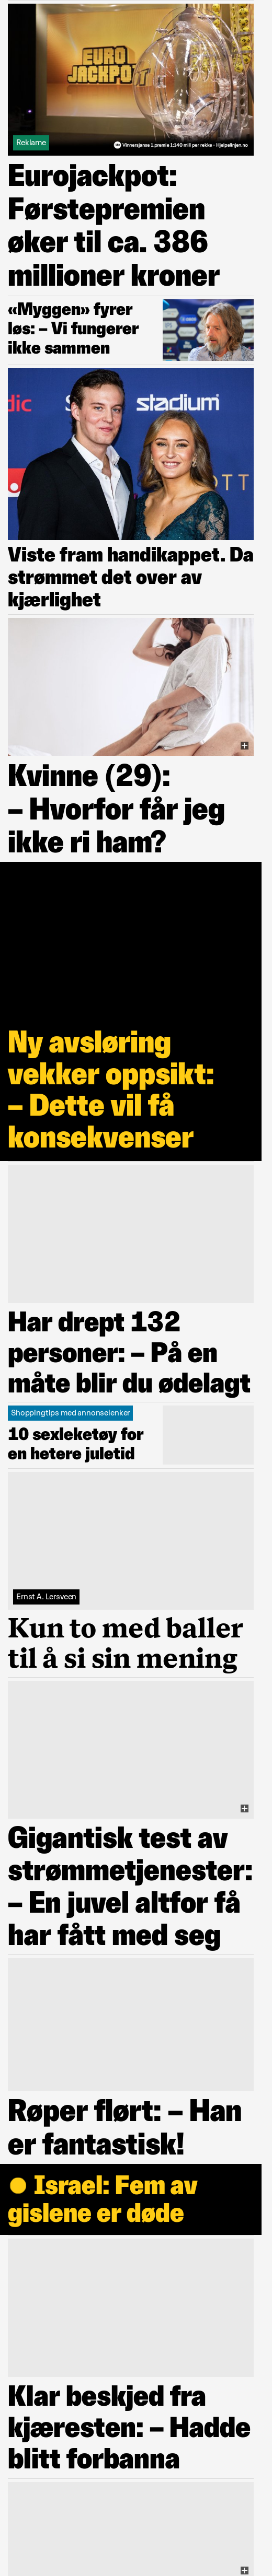 EURO
JACKPOT
Reklame
Vinnersjanse 1.premie 1:140 mill per rekke - Hjelpelinjen.no
Eurojackpot:
Førstepremien
øker til ca. 386
millioner kroner
«Myggen» fyrer
løs: – Vi fungerer
ikke sammen
dic
stadium
OTT
Viste fram handikappet. Da
strømmet det over av
kjærlighet
Kvinne (29):
– Hvorfor får jeg
ikke ri ham?
Ny avsløring
vekker oppsikt:
– Dette vil få
konsekvenser
Har drept 132
personer: – På en
måte blir du ødelagt
Shoppingtips med annonselenker
10 sexleketøy for
en hetere juletid
Ernst A. Lersveen
Kun to med baller
til å si sin mening
Gigantisk test av
strømmetjenester:
– En juvel altfor få
har fått med seg
Røper flørt: – Han
er fantastisk!
● Israel: Fem av
gislene er døde
Klar beskjed fra
kjæresten: – Hadde
blitt forbanna